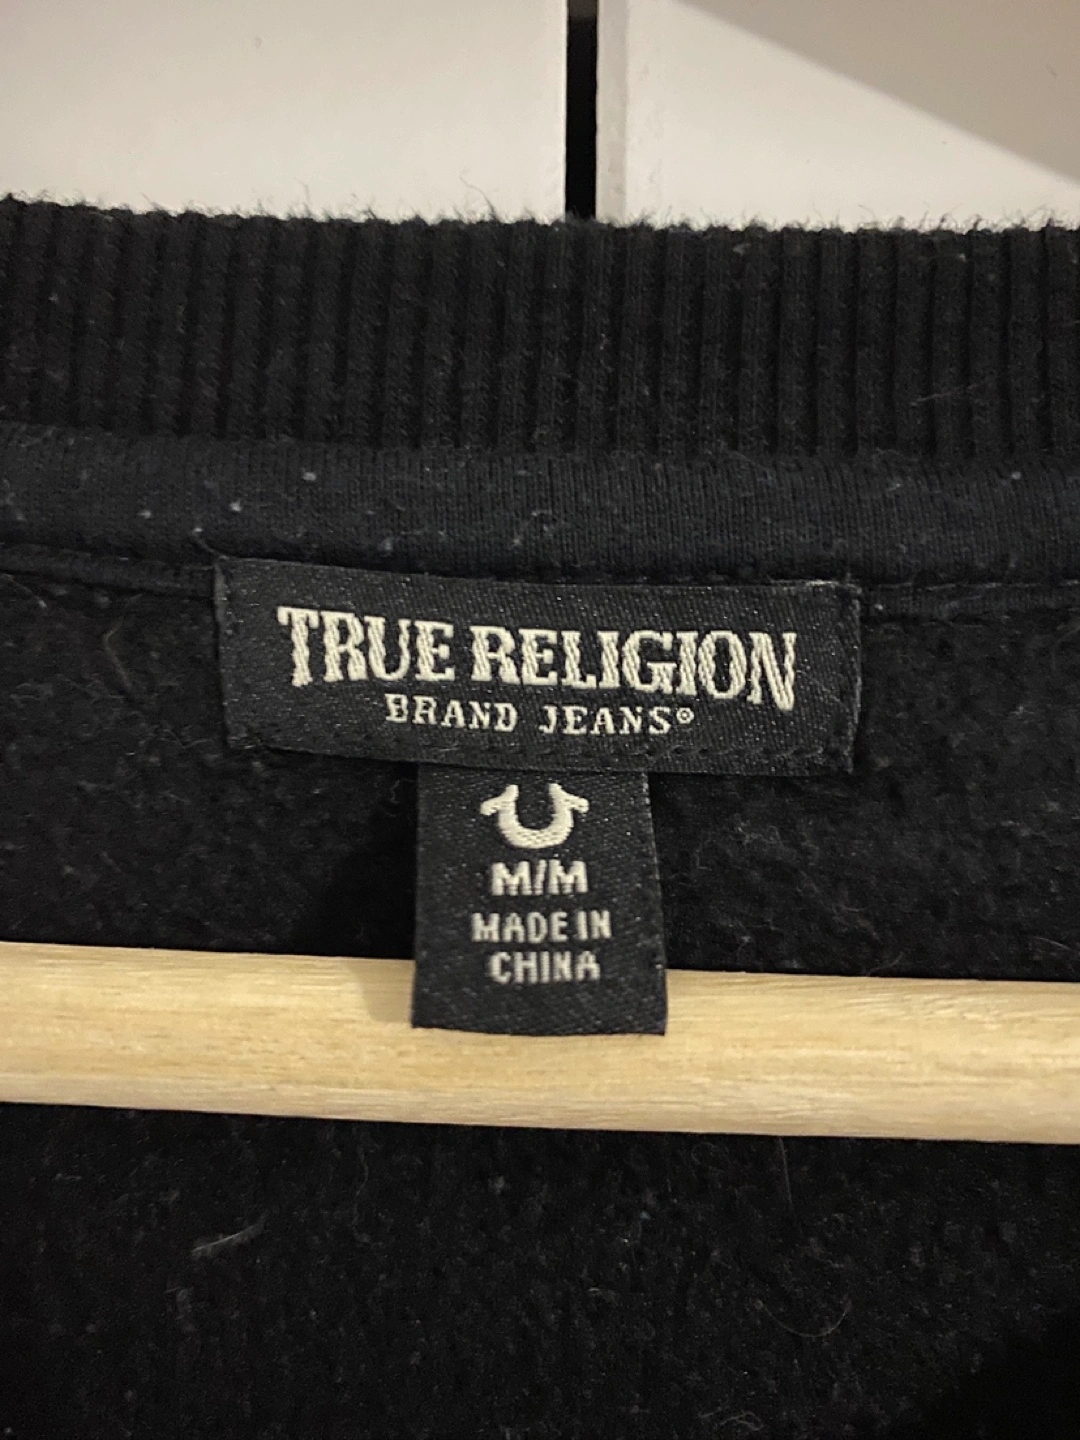 TRUE RELIGION
BRAND JEANS®
M/M
MADE IN
CHINA